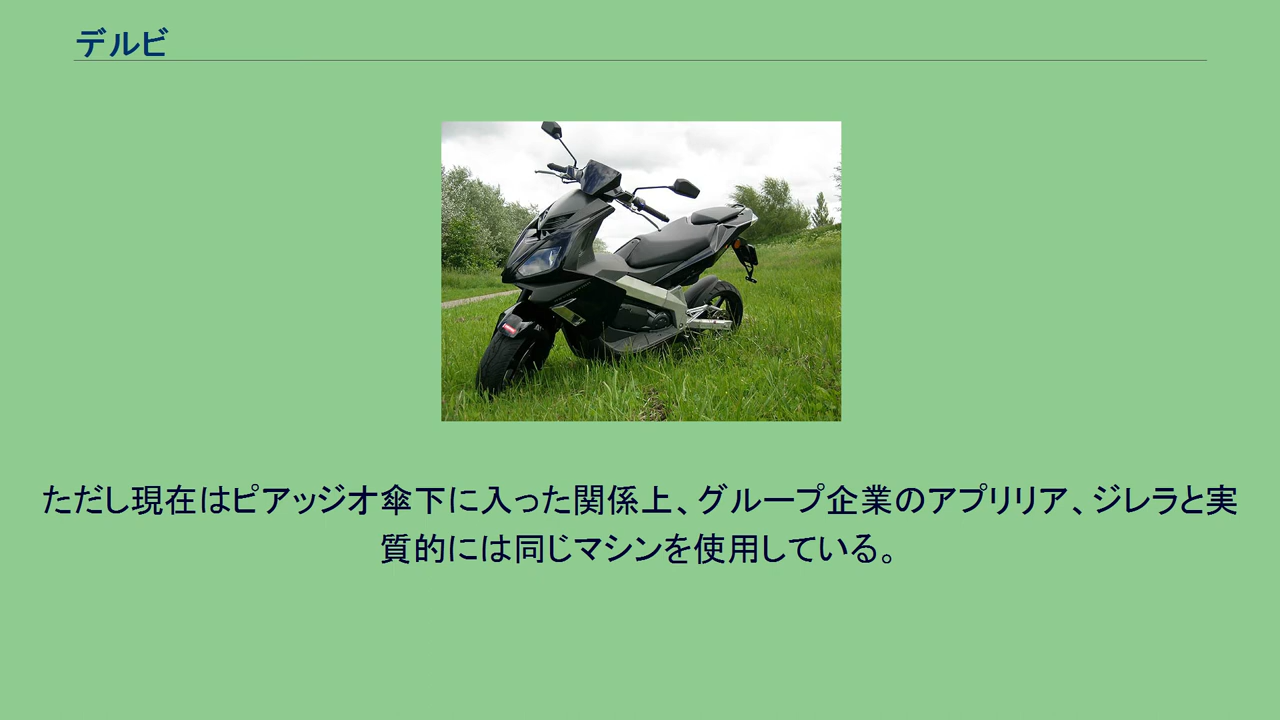 デルビ
ただし現在はピアッジオ傘下に入った関係上、グループ企業のアプリリア、ジレラと実
質的には同じマシンを使用している。